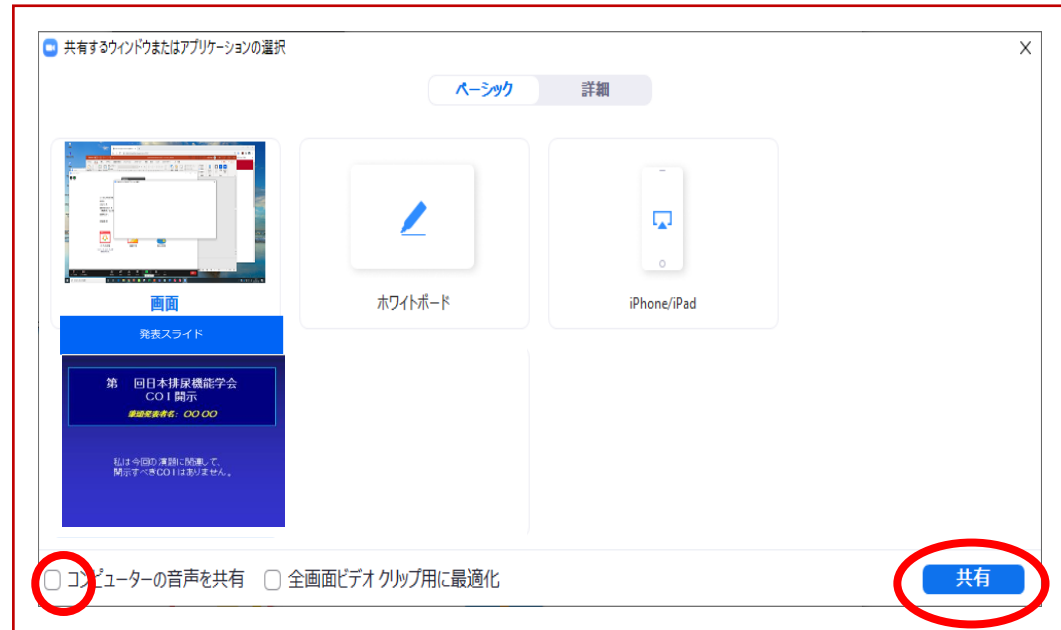 共有するウィンドウまたはアプリケーションの選択
X
ベーシック
詳細
画面
ホワイトボード
iPhone/iPad
発表スライド
第 回日本排尿機能学会
COI開示
者名: 〇〇 〇〇
私は今回の演題に関連して、
開示すべきCOIはありません。
コンピューターの音声を共有
全画面ビデオ クリップ用に最適化
共有